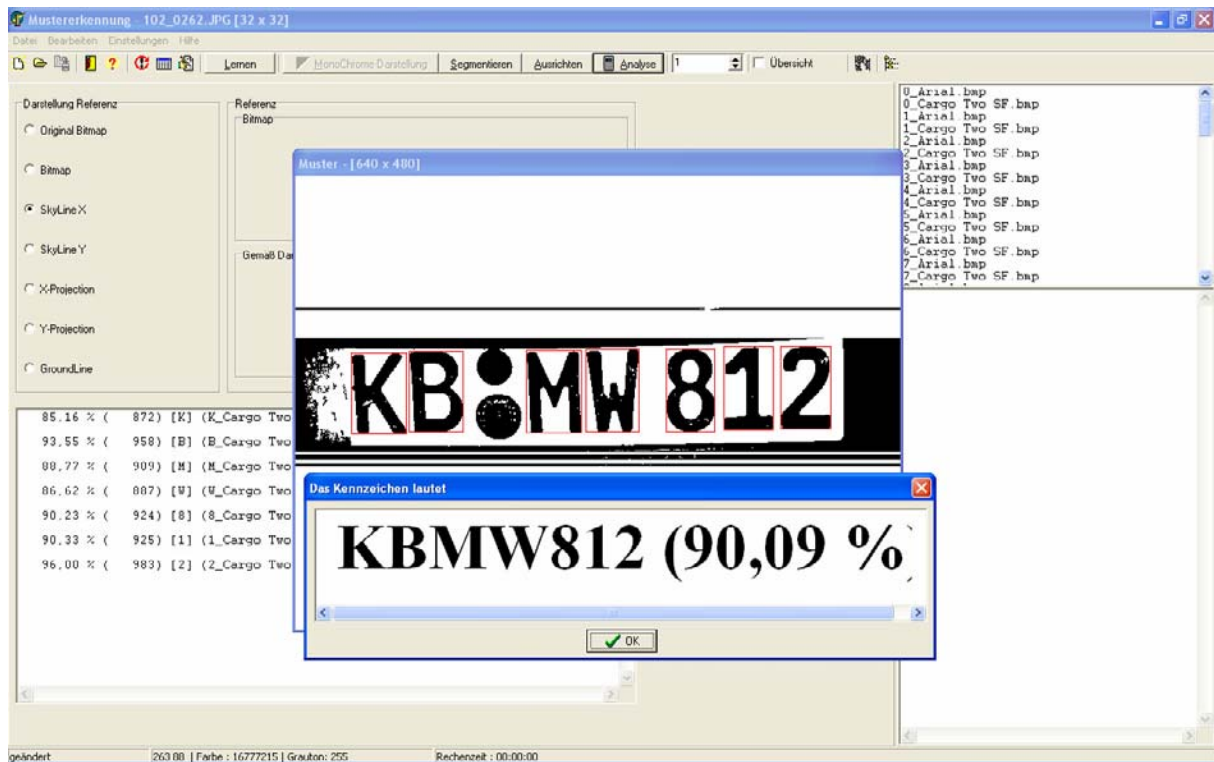 Mustererkennung - 102_0262.JPG [32 x 32]
Datei Bearbeiten Einstellungen Hilfe
Lernen MonoChrome Darstellung Segmentieren Ausrichten Analyse 1 Übersicht
Darstellung Referenz
Original Bitmap
Bitmap
SkyLine X
SkyLine Y
X-Projection
Y-Projection
GroundLine
Referenz
Bitmap
Gemäß Dar
Muster - [640 x 480]
KB MW 812
0_Arial.bmp
0_Cargo Two SF.bmp
1_Arial.bmp
1_Cargo Two SF.bmp
2_Arial.bmp
2_Cargo Two SF.bmp
3_Arial.bmp
3_Cargo Two SF.bmp
4_Arial.bmp
4_Cargo Two SF.bmp
5_Arial.bmp
5_Cargo Two SF.bmp
6_Arial.bmp
6_Cargo Two SF.bmp
7_Arial.bmp
7_Cargo Two SF.bmp
85.16 % ( 872) [K] (K_Cargo Two
93,55 % ( 958) [B] (B_Cargo Two
88,77 % ( 909) [M] (M_Cargo Two
86,62 % ( 887) [W] (W_Cargo Two
90,23 % ( 924) [8] (8_Cargo Two
90,33 % ( 925) [1] (1_Cargo Two
96,00 % ( 983) [2] (2_Cargo Two
Das Kennzeichen lautet
KBMW812 (90,09 %)
OK
geändert 263 88 | Farbe : 16777215 | Grauton: 255 Rechenzeit : 00:00:00